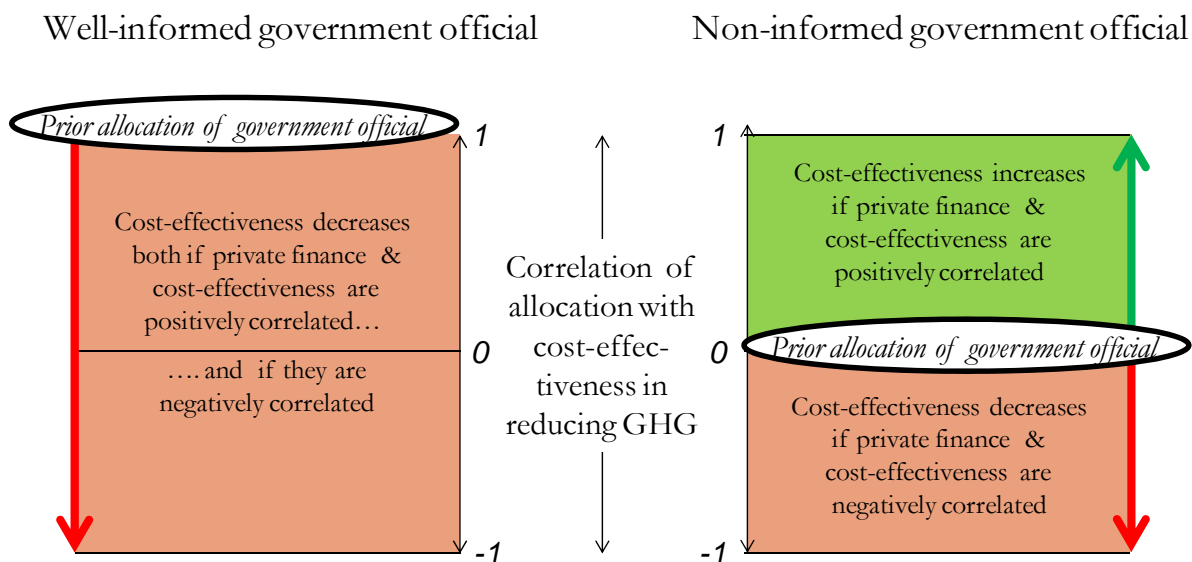 Well-informed government official
Prior allocation of government official
1
Cost-effectiveness decreases
both if private finance &
cost-effectiveness are
positively correlated…
0
…. and if they are
negatively correlated
-1
Correlation of
allocation with
cost-effec-
tiveness in
reducing GHG
Non-informed government official
1
Cost-effectiveness increases
if private finance &
cost-effectiveness are
positively correlated
0
Prior allocation of government official
Cost-effectiveness decreases
if private finance &
cost-effectiveness are
negatively correlated
-1